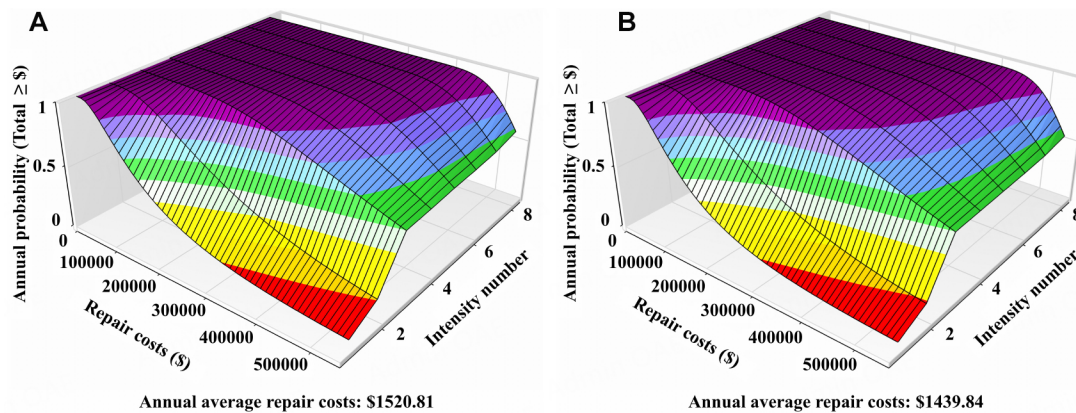 A
Annual probability (Total ≥ $)
1
0.5
0
0
100000
200000
300000
400000
500000
Repair costs ($)
2
4
6
8
Intensity number
Annual average repair costs: $1520.81
B
Annual probability (Total ≥ $)
1
0.5
0
0
100000
200000
300000
400000
500000
Repair costs ($)
2
4
6
8
Intensity number
Annual average repair costs: $1439.84